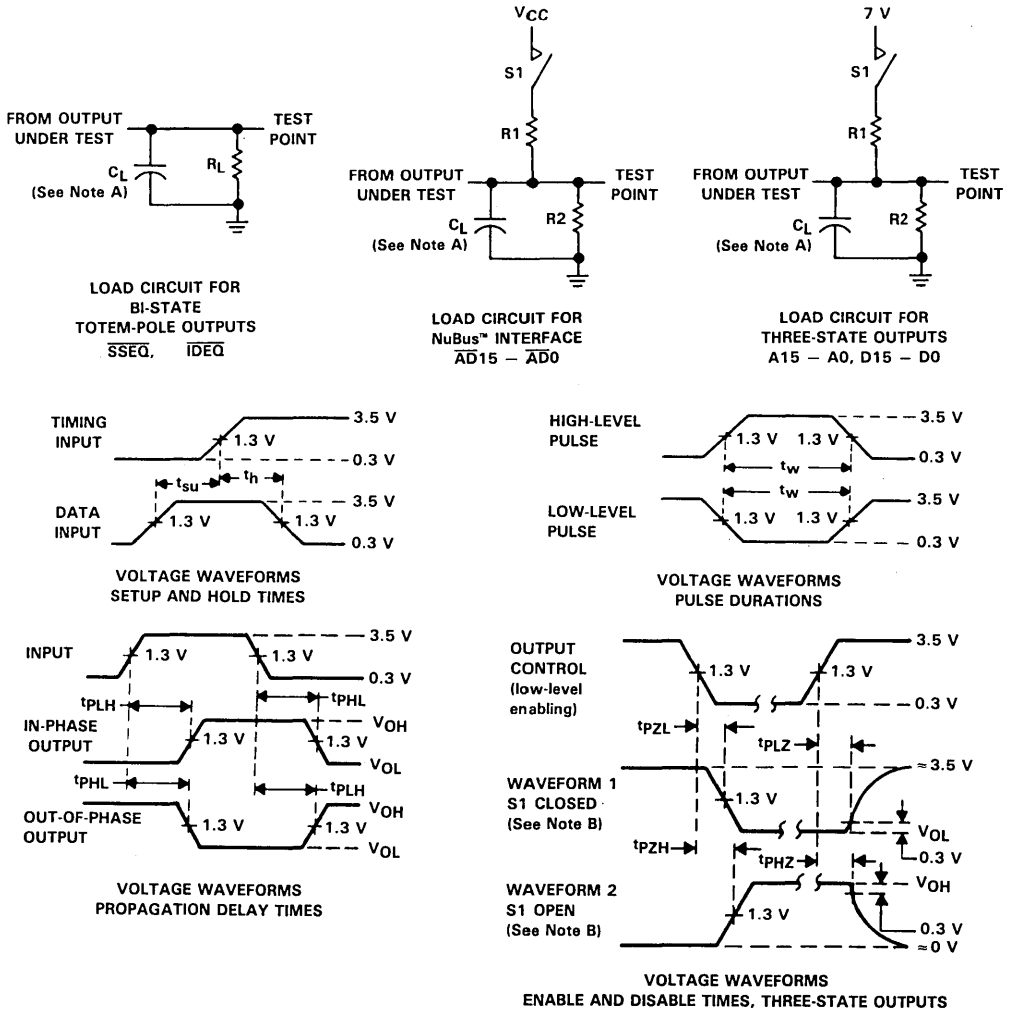 FROM OUTPUT
UNDER TEST
TEST
POINT
CL
(See Note A)
RL
LOAD CIRCUIT FOR
BI-STATE
TOTEM-POLE OUTPUTS
S̅S̅E̅Q̅, I̅D̅E̅Q̅
VCC
S1
R1
FROM OUTPUT
UNDER TEST
TEST
POINT
R2
CL
(See Note A)
LOAD CIRCUIT FOR
NuBus™ INTERFACE
A̅D̅15 – A̅D̅0
7 V
S1
R1
FROM OUTPUT
UNDER TEST
TEST
POINT
R2
CL
(See Note A)
LOAD CIRCUIT FOR
THREE-STATE OUTPUTS
A15 – A0, D15 – D0
TIMING
INPUT
3.5 V
1.3 V
0.3 V
tsu
th
DATA
INPUT
3.5 V
1.3 V
1.3 V
0.3 V
VOLTAGE WAVEFORMS
SETUP AND HOLD TIMES
HIGH-LEVEL
PULSE
3.5 V
1.3 V
1.3 V
0.3 V
tw
tw
LOW-LEVEL
PULSE
3.5 V
1.3 V
1.3 V
0.3 V
VOLTAGE WAVEFORMS
PULSE DURATIONS
INPUT
3.5 V
1.3 V
1.3 V
0.3 V
tPLH
tPHL
IN-PHASE
OUTPUT
VOH
1.3 V
1.3 V
VOL
tPHL
tPLH
OUT-OF-PHASE
OUTPUT
VOH
1.3 V
1.3 V
VOL
VOLTAGE WAVEFORMS
PROPAGATION DELAY TIMES
OUTPUT
CONTROL
(low-level
enabling)
3.5 V
1.3 V
1.3 V
0.3 V
tPZL
tPLZ
WAVEFORM 1
S1 CLOSED
(See Note B)
≈3.5 V
1.3 V
VOL
0.3 V
tPZH
tPHZ
WAVEFORM 2
S1 OPEN
(See Note B)
VOH
1.3 V
0.3 V
≈0 V
VOLTAGE WAVEFORMS
ENABLE AND DISABLE TIMES, THREE-STATE OUTPUTS